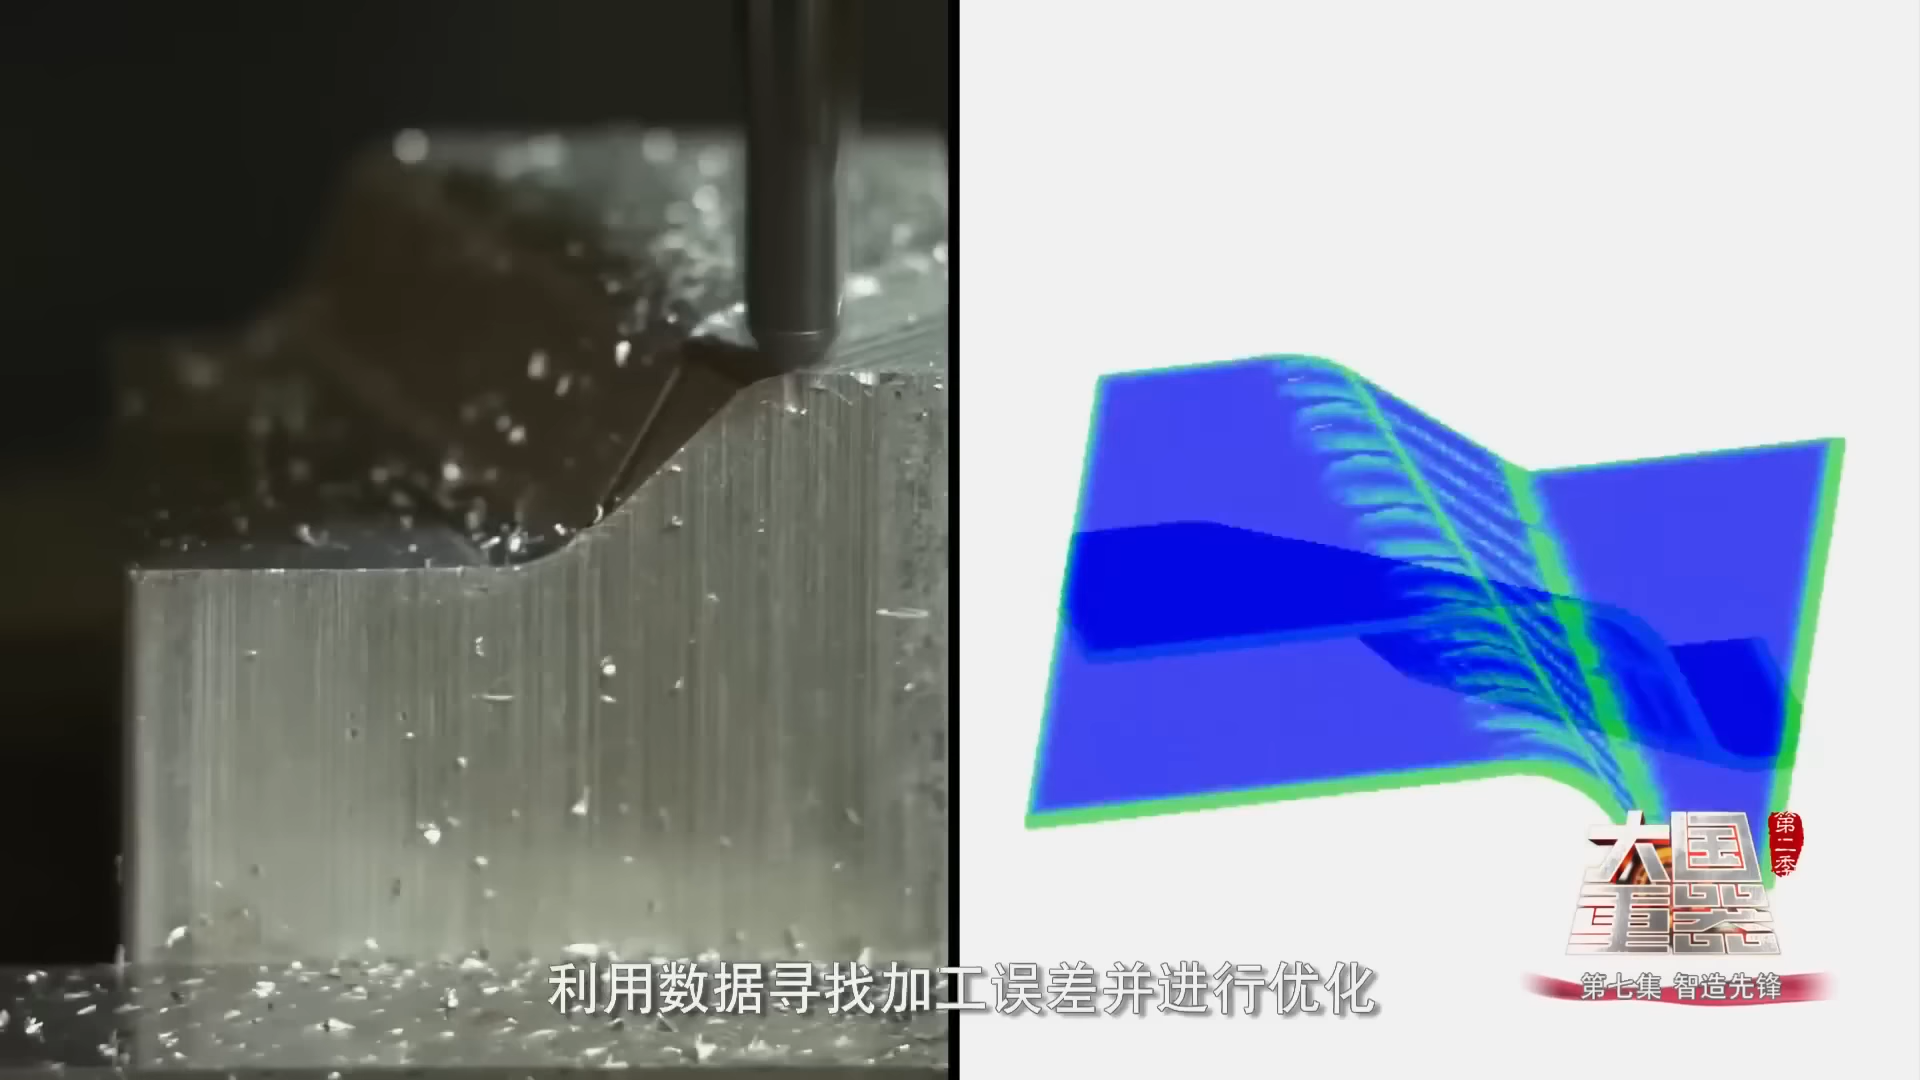 大国
重器
第二季
利用数据寻找加工误差并进行优化
第七集 智造先锋